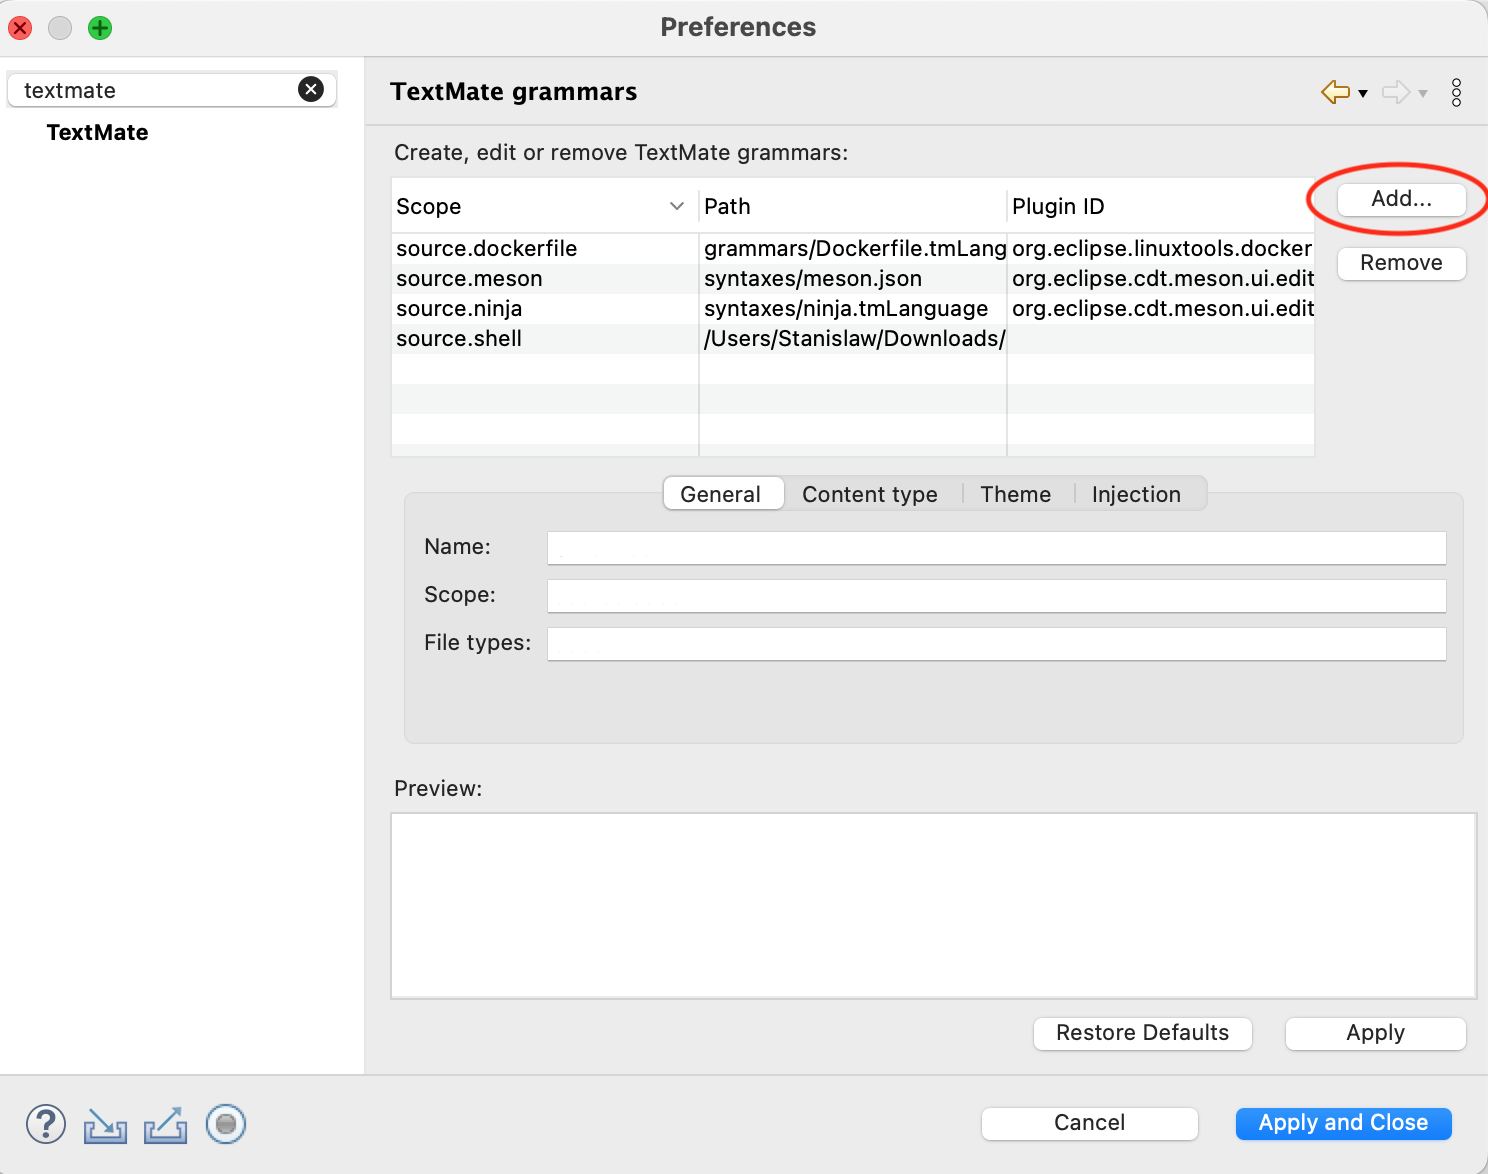 Preferences
textmate
TextMate
TextMate grammars
Create, edit or remove TextMate grammars:
Scope Path Plugin ID
source.dockerfile grammars/Dockerfile.tmLang org.eclipse.linuxtools.docker
source.meson syntaxes/meson.json org.eclipse.cdt.meson.ui.edit
source.ninja syntaxes/ninja.tmLanguage org.eclipse.cdt.meson.ui.edit
source.shell /Users/Stanislaw/Downloads/
Add...
Remove
General Content type Theme Injection
Name:
Scope:
File types:
Preview:
Restore Defaults Apply
? Cancel Apply and Close